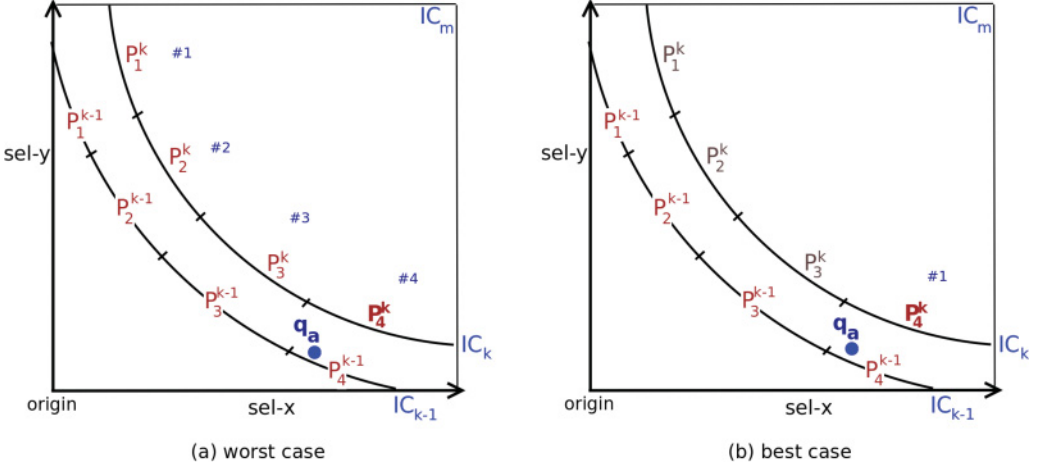 IC_m
P_1^k #1
P_1^{k-1}
sel-y
P_2^k #2
P_2^{k-1}
#3
P_3^k
#4
P_3^{k-1}
P_4^k
q_a
IC_k
P_4^{k-1}
origin
sel-x
IC_{k-1}
(a) worst case
IC_m
P_1^k
P_1^{k-1}
sel-y
P_2^k
P_2^{k-1}
P_3^k
#1
P_3^{k-1}
P_4^k
q_a
IC_k
P_4^{k-1}
origin
sel-x
IC_{k-1}
(b) best case